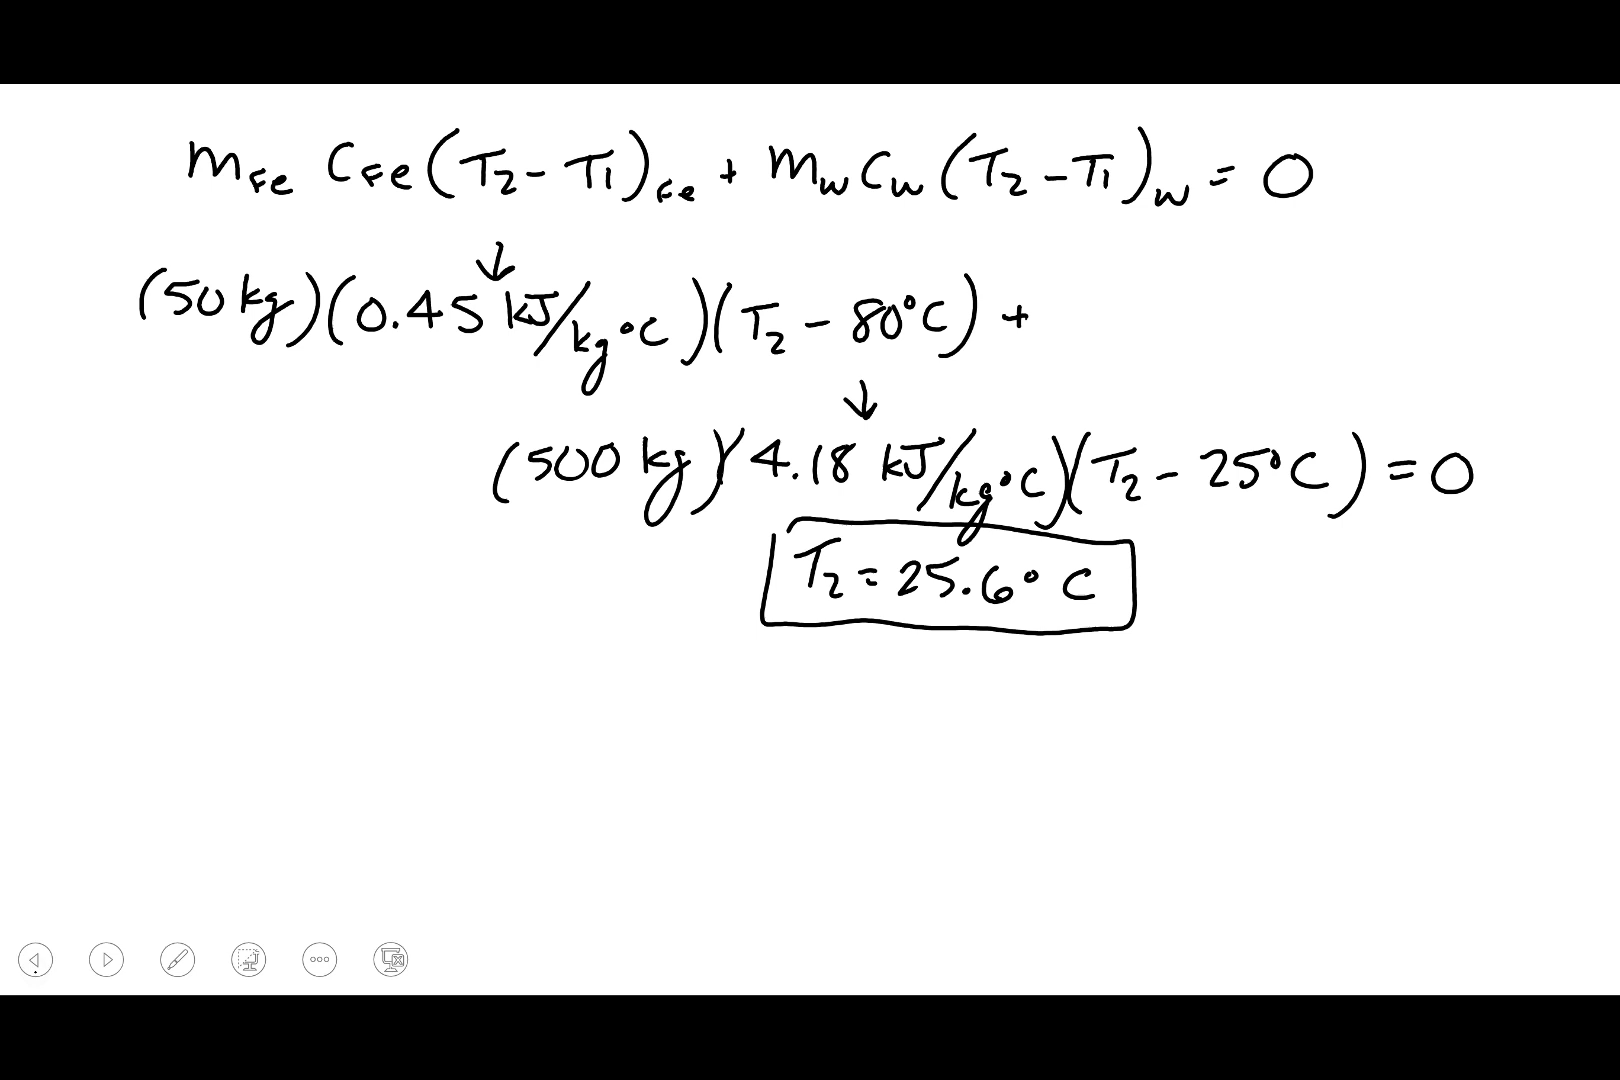 m_Fe C_Fe (T₂ - T₁)_Fe + m_w C_w (T₂ - T₁)_w = 0
↓
(50 kg)(0.45 kJ/kg°C)(T₂ - 80°C) +
↓
(500 kg)(4.18 kJ/kg°C)(T₂ - 25°C) = 0
T₂ = 25.6° C